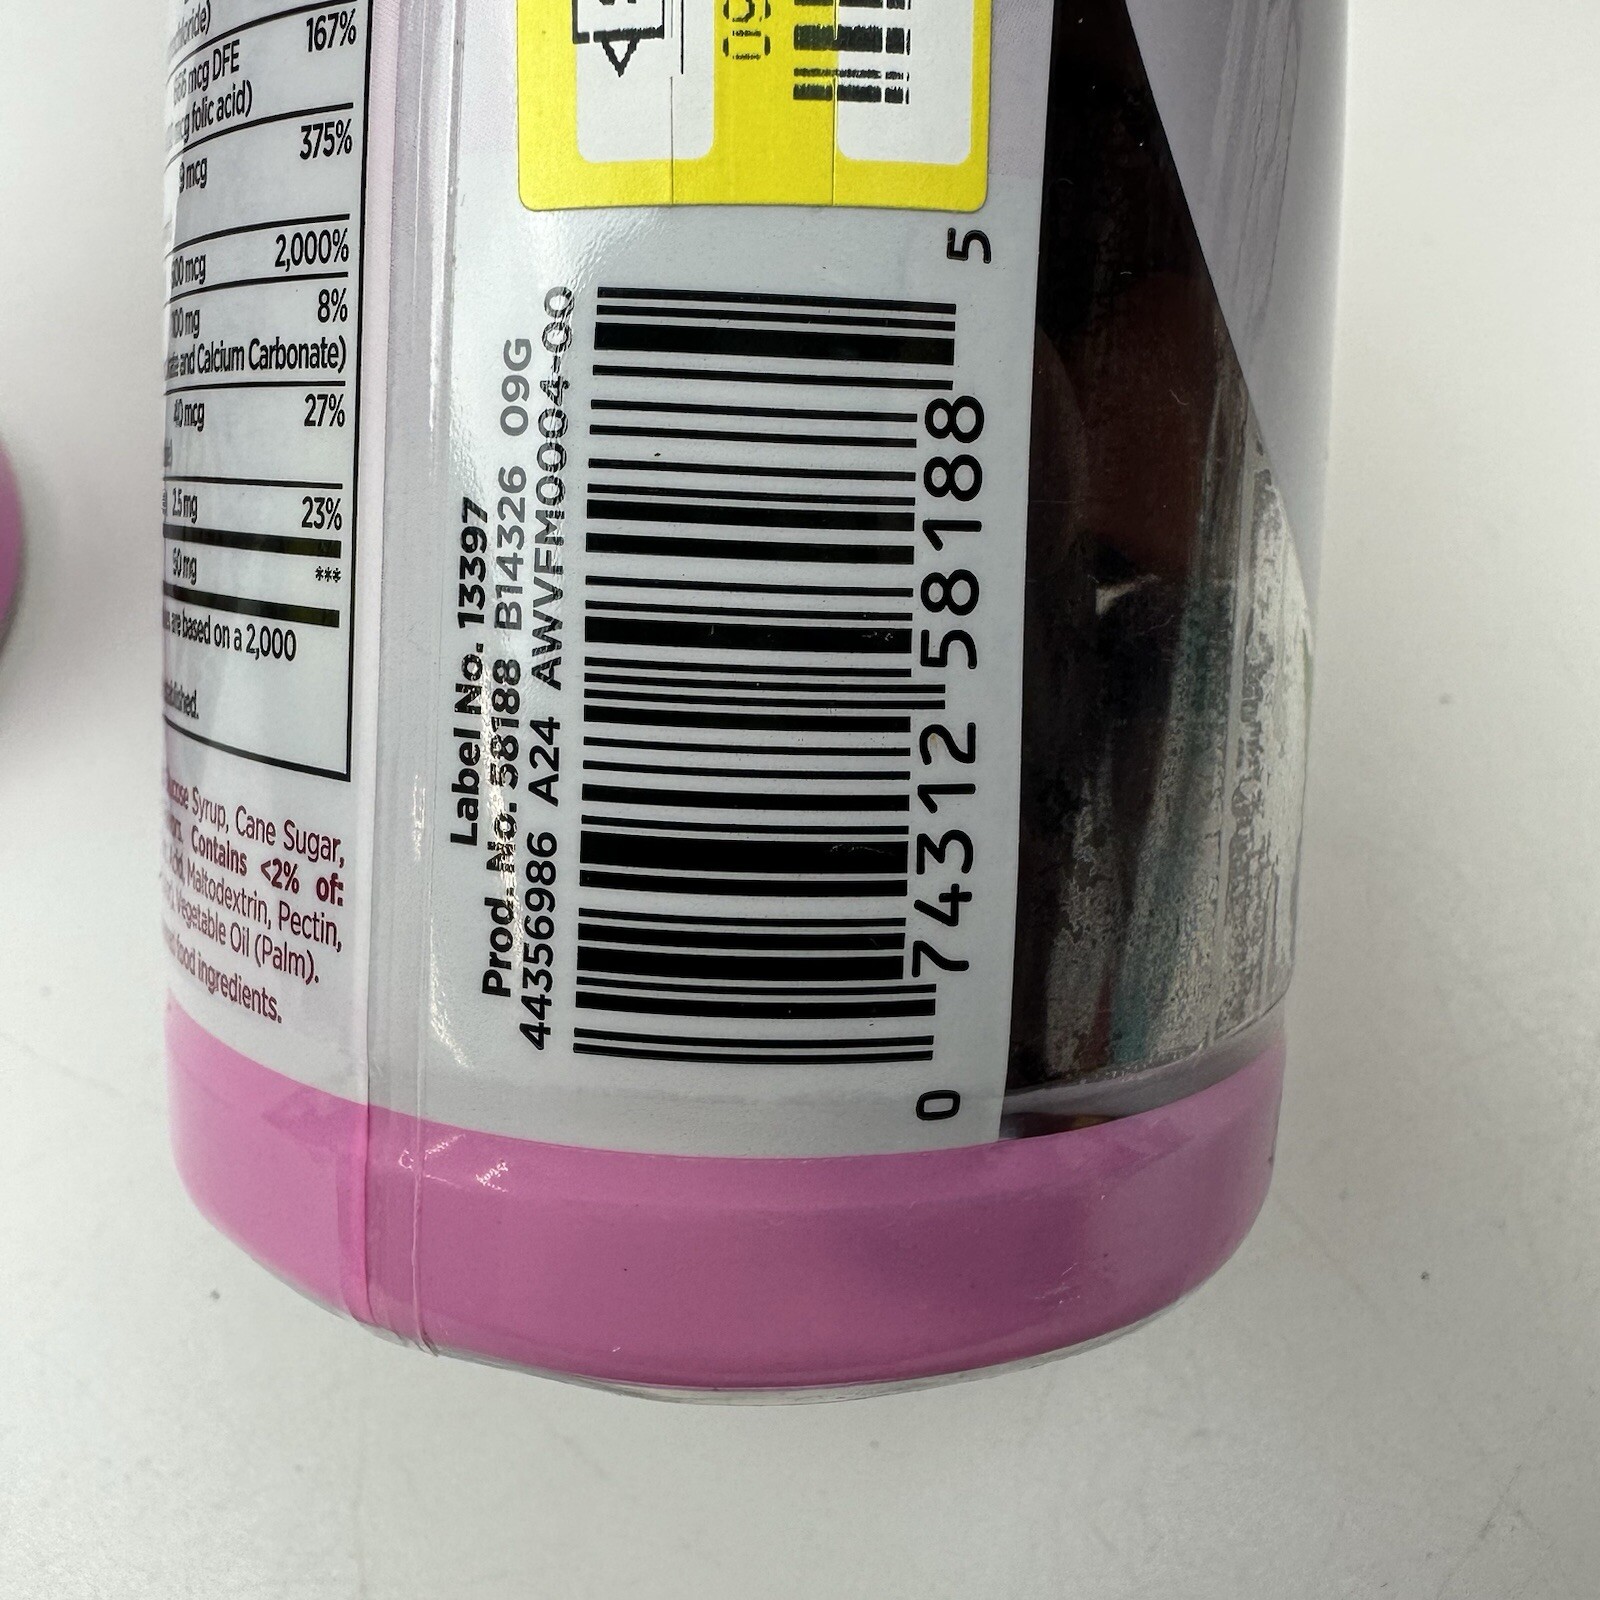 167%
mcg DFE
folic acid)
375%
mcg
2,000%
mcg
8%
mg
and Calcium Carbonate)
27%
40 mcg
2.5 mg
23%
50 mg
***
are based on a 2,000
Syrup, Cane Sugar,
Contains <2% of:
Maltodextrin, Pectin,
Vegetable Oil (Palm).
food ingredients.
Label No. 13397
Prod. No. 58188 B14326 09G
44356986 A24 AWVFM0004-00
0 74312 58188 5